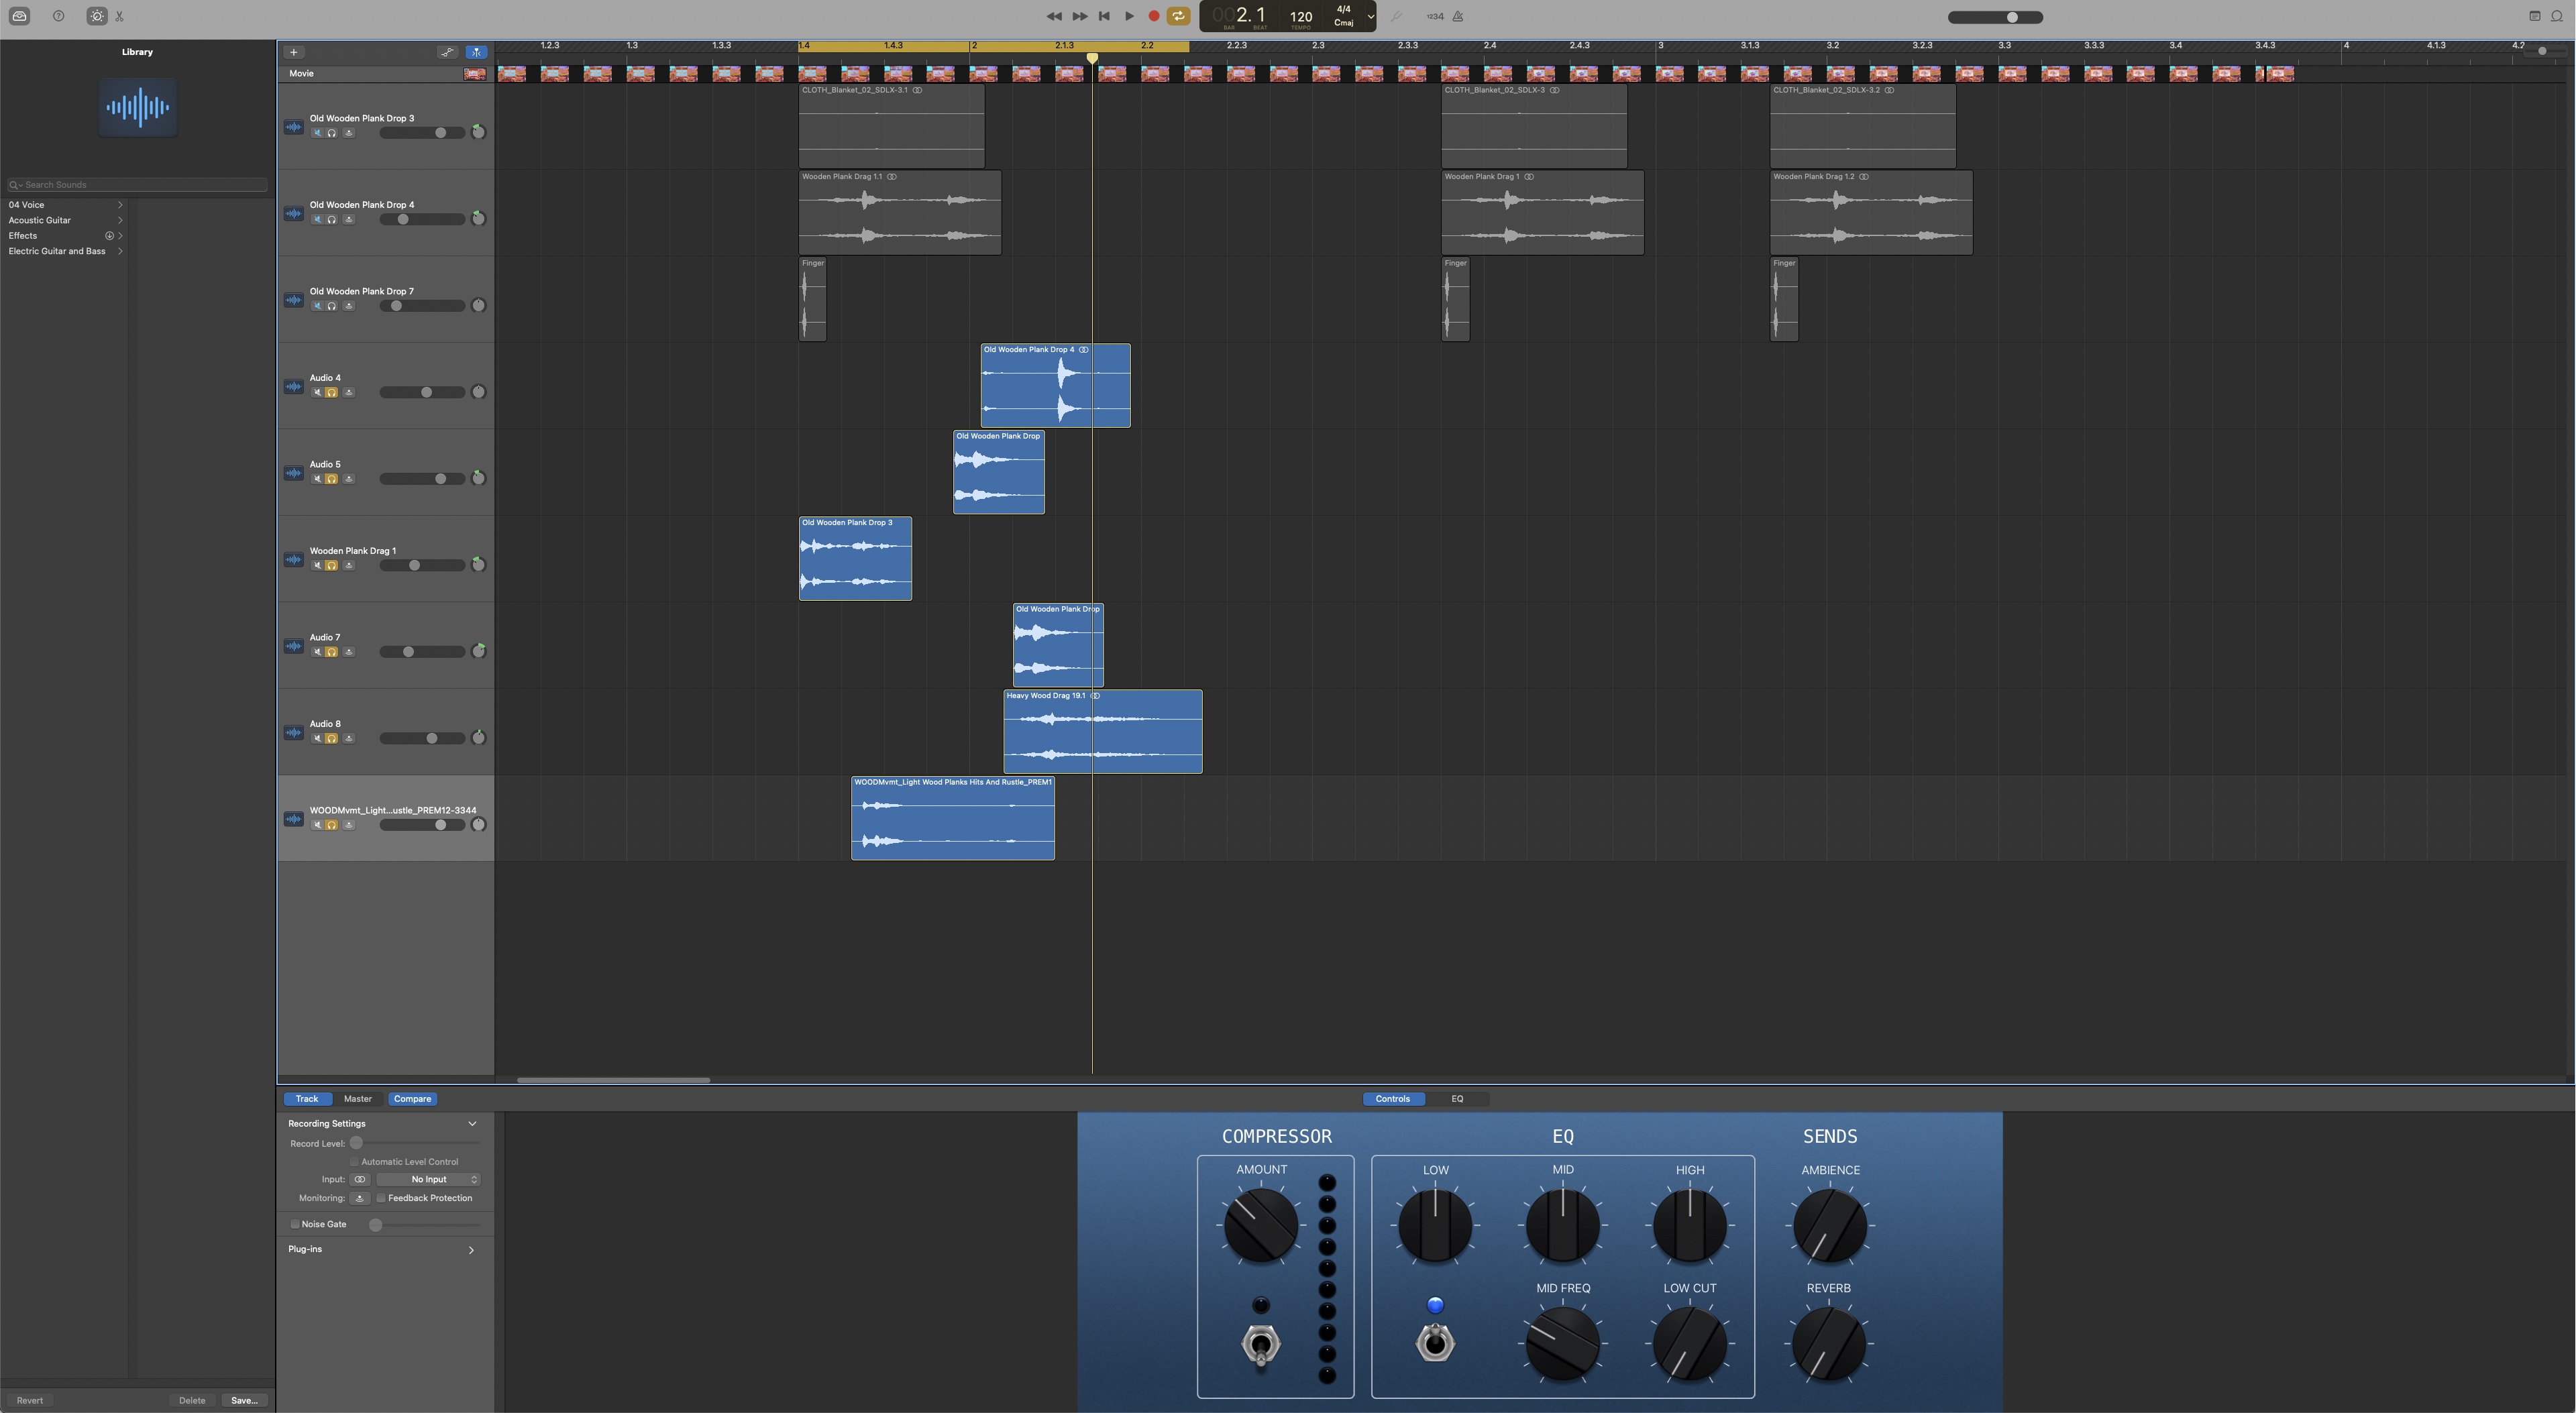 002. 1
BAR
BEAT
120
TEMPO
4/4
Cmaj
1234
Library
Search Sounds
04 Voice
Acoustic Guitar
Effects
Electric Guitar and Bass
1.2.3
1.3
1.3.3
1.4
1.4.3
2
2.1.3
2.2
2.2.3
2.3
2.3.3
2.4
2.4.3
3
3.1.3
3.2
3.2.3
3.3
3.3.3
3.4
3.4.3
4
4.1.3
4.2
Movie
Old Wooden Plank Drop 3
CLOTH_Blanket_02_SDLX-3.1
CLOTH_Blanket_02_SDLX-3
CLOTH_Blanket_02_SDLX-3.2
Old Wooden Plank Drop 4
Wooden Plank Drag 1.1
Wooden Plank Drag 1
Wooden Plank Drag 1.2
Old Wooden Plank Drop 7
Finger
Finger
Finger
Audio 4
Old Wooden Plank Drop 4
Audio 5
Old Wooden Plank Drop
Wooden Plank Drag 1
Old Wooden Plank Drop 3
Audio 7
Old Wooden Plank Drop
Audio 8
Heavy Wood Drag 19.1
WOODMvmt_Light...ustle_PREM12-3344
WOODMvmt_Light Wood Planks Hits And Rustle_PREM1
Track
Master
Compare
Controls
EQ
Recording Settings
Record Level:
Automatic Level Control
Input:
No Input
Monitoring:
Feedback Protection
Noise Gate
Plug-ins
COMPRESSOR
EQ
SENDS
AMOUNT
LOW
MID
HIGH
AMBIENCE
MID FREQ
LOW CUT
REVERB
Revert
Delete
Save...